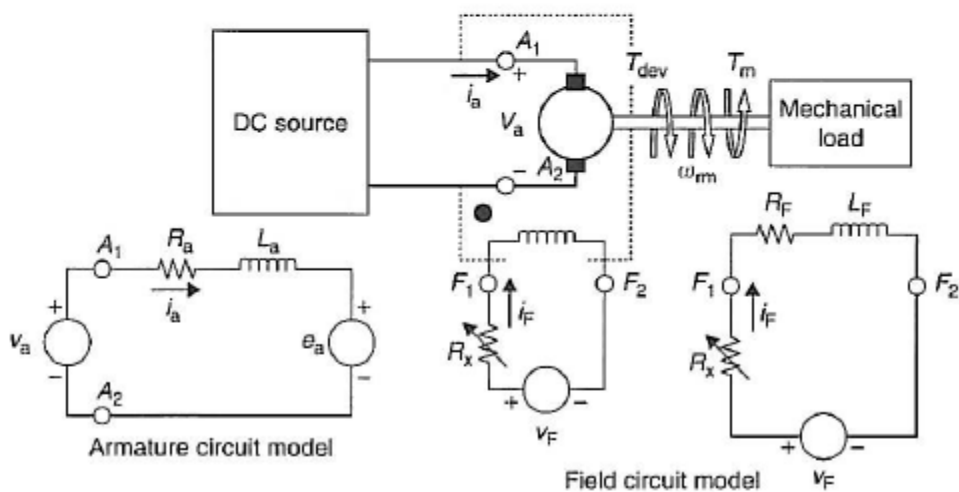 A1
+
ia
DC source
Va
Tdev
Tm
Mechanical
load
ωrm
−
A2
A1
Ra
La
ia
+
va
−
+
ea
−
A2
Armature circuit model
F1
F2
iF
Rx
+
−
vF
RF
LF
F1
F2
iF
Rx
+
−
vF
Field circuit model